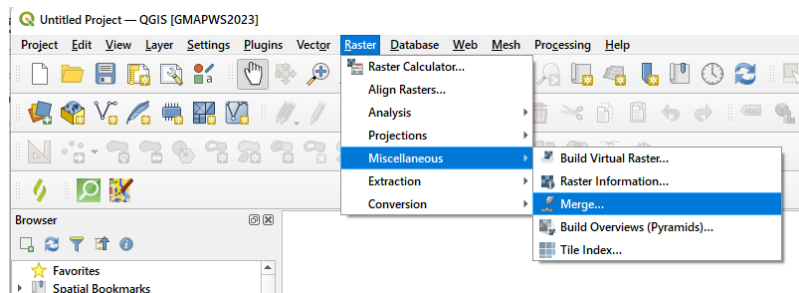 Untitled Project — QGIS [GMAPWS2023]
Project Edit View Layer Settings Plugins Vector Raster Database Web Mesh Processing Help
Raster Calculator...
Align Rasters...
Analysis
Projections
Miscellaneous
Extraction
Conversion
Build Virtual Raster...
Raster Information...
Merge...
Build Overviews (Pyramids)...
Tile Index...
Browser
Favorites
Spatial Bookmarks